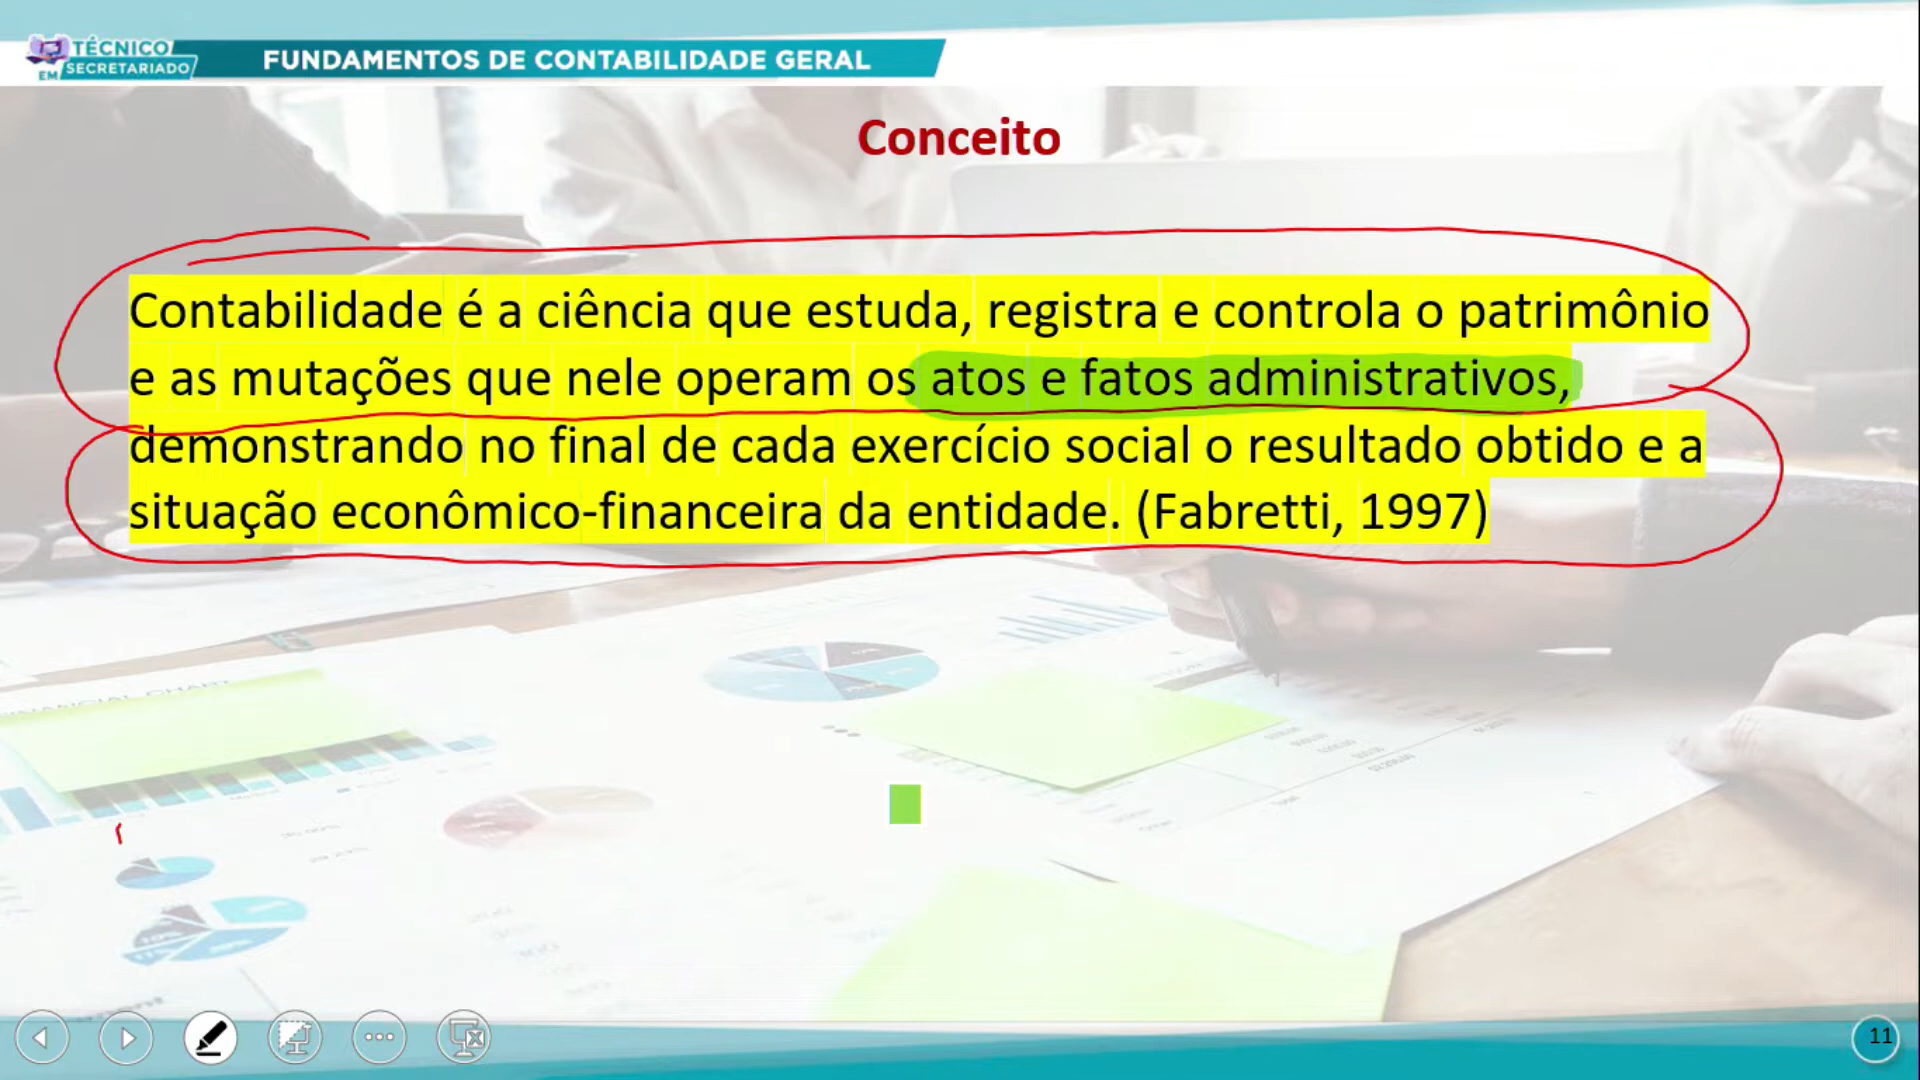 TÉCNICO
EM SECRETARIADO
FUNDAMENTOS DE CONTABILIDADE GERAL
Conceito
Contabilidade é a ciência que estuda, registra e controla o patrimônio
e as mutações que nele operam os atos e fatos administrativos,
demonstrando no final de cada exercício social o resultado obtido e a
situação econômico-financeira da entidade. (Fabretti, 1997)
FINANCIAL CHART
11